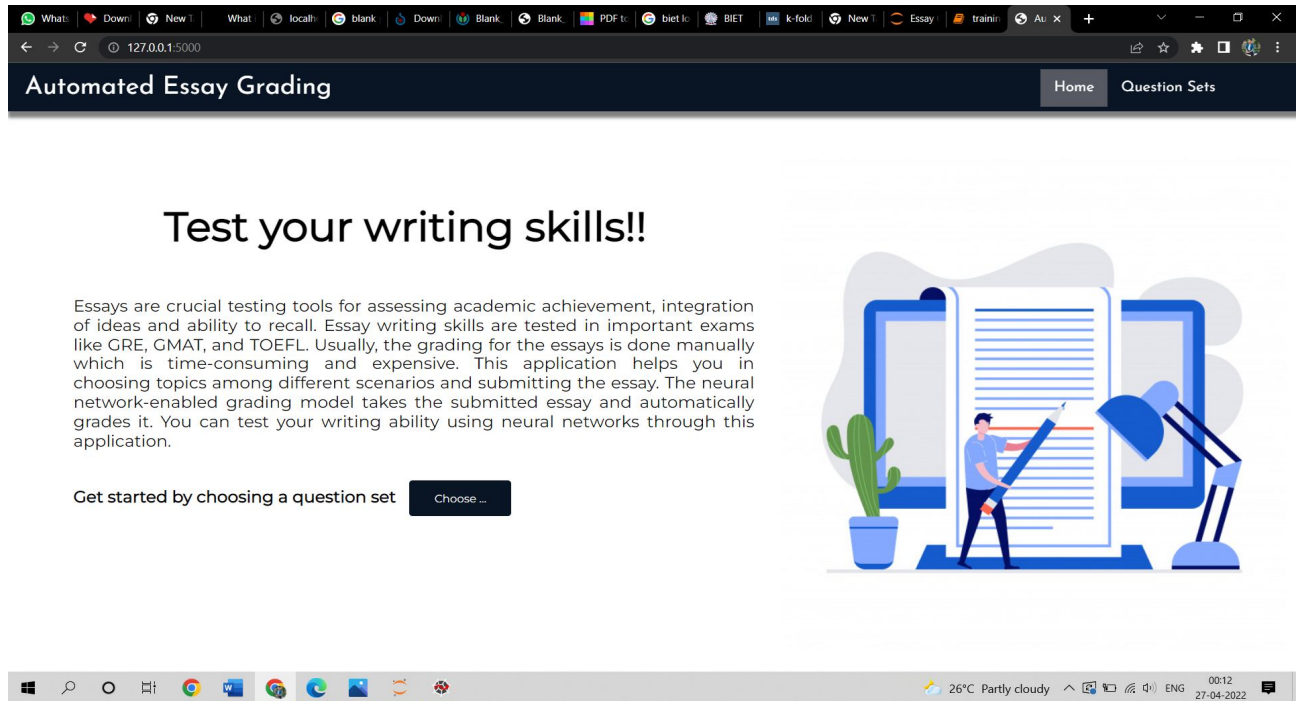 Whats
Downl
New T
What
localh
blank
Downl
Blank_
Blank_
PDF to
biet lo
BIET
tds
k-fold
New T
Essay
trainin
Au
127.0.0.1:5000
Automated Essay Grading
Home
Question Sets
Test your writing skills!!
Essays are crucial testing tools for assessing academic achievement, integration
of ideas and ability to recall. Essay writing skills are tested in important exams
like GRE, GMAT, and TOEFL. Usually, the grading for the essays is done manually
which is time-consuming and expensive. This application helps you in
choosing topics among different scenarios and submitting the essay. The neural
network-enabled grading model takes the submitted essay and automatically
grades it. You can test your writing ability using neural networks through this
application.
Get started by choosing a question set
Choose ...
26°C Partly cloudy
ENG
00:12
27-04-2022